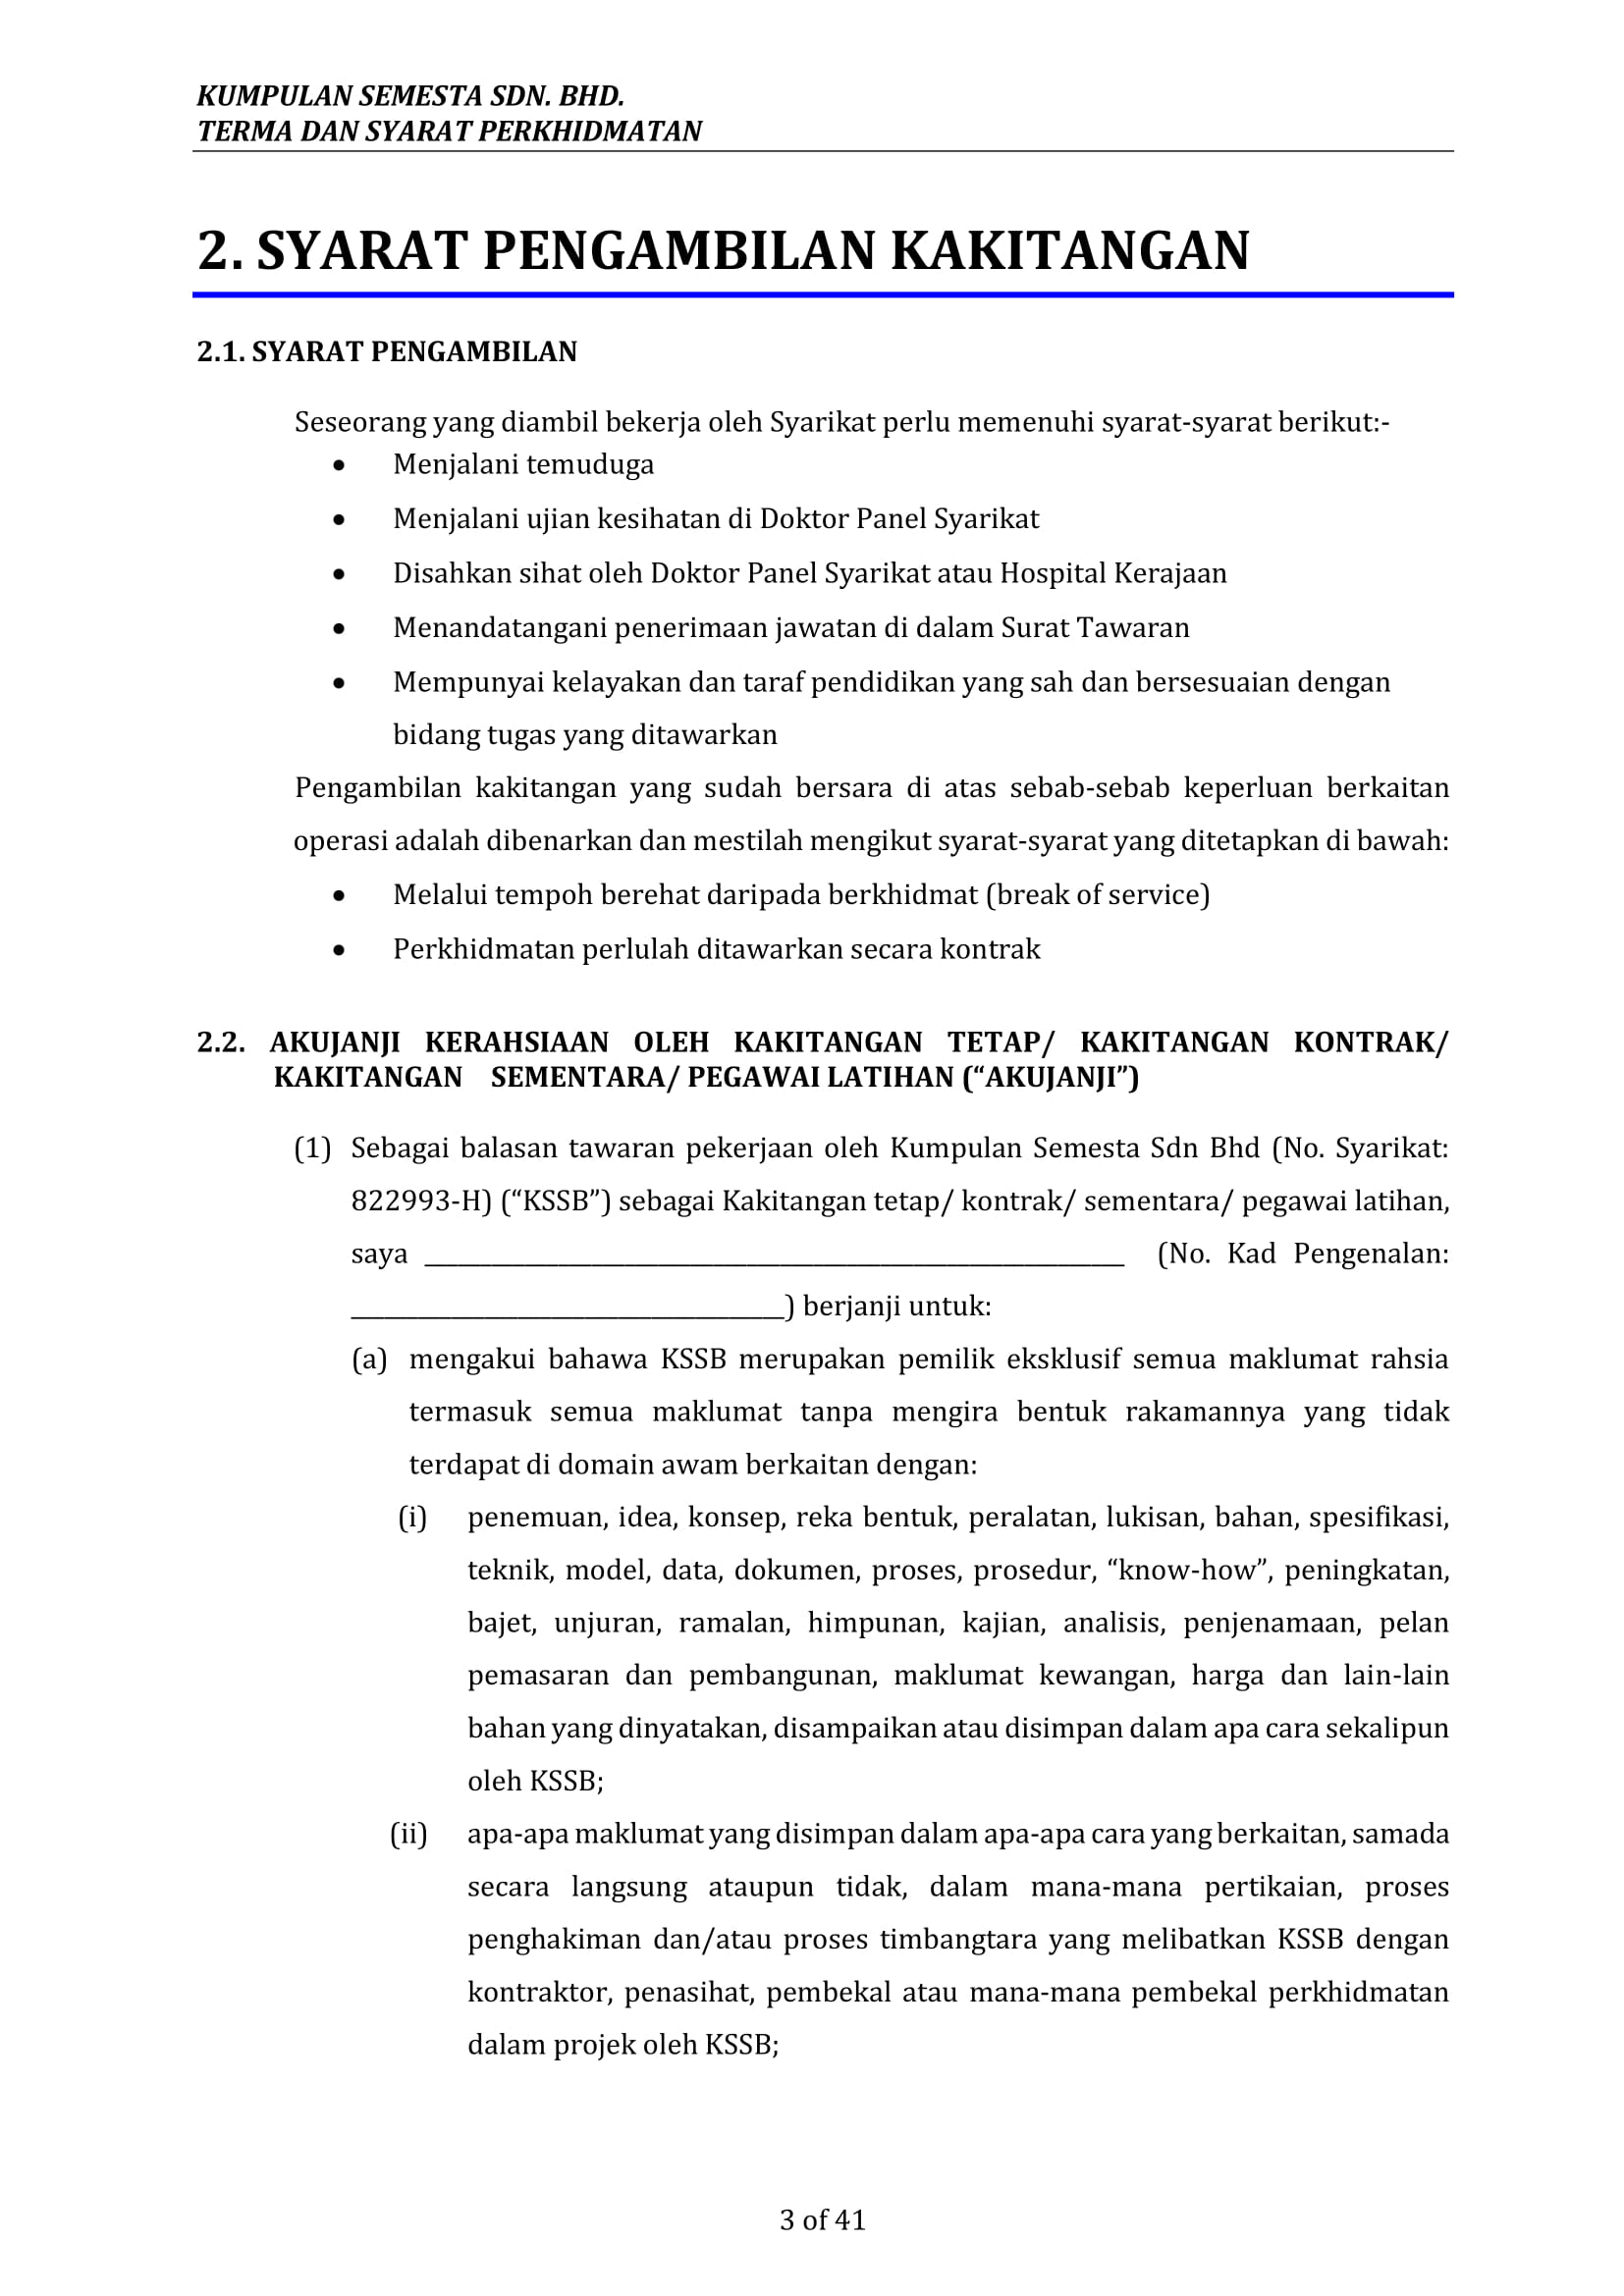 KUMPULAN SEMESTA SDN. BHD.
TERMA DAN SYARAT PERKHIDMATAN
2. SYARAT PENGAMBILAN KAKITANGAN
2.1. SYARAT PENGAMBILAN
Seseorang yang diambil bekerja oleh Syarikat perlu memenuhi syarat-syarat berikut:-
• Menjalani temuduga
• Menjalani ujian kesihatan di Doktor Panel Syarikat
• Disahkan sihat oleh Doktor Panel Syarikat atau Hospital Kerajaan
• Menandatangani penerimaan jawatan di dalam Surat Tawaran
• Mempunyai kelayakan dan taraf pendidikan yang sah dan bersesuaian dengan
bidang tugas yang ditawarkan
Pengambilan kakitangan yang sudah bersara di atas sebab-sebab keperluan berkaitan
operasi adalah dibenarkan dan mestilah mengikut syarat-syarat yang ditetapkan di bawah:
• Melalui tempoh berehat daripada berkhidmat (break of service)
• Perkhidmatan perlulah ditawarkan secara kontrak
2.2. AKUJANJI KERAHSIAAN OLEH KAKITANGAN TETAP/ KAKITANGAN KONTRAK/
KAKITANGAN SEMENTARA/ PEGAWAI LATIHAN (“AKUJANJI”)
(1) Sebagai balasan tawaran pekerjaan oleh Kumpulan Semesta Sdn Bhd (No. Syarikat:
822993-H) (“KSSB”) sebagai Kakitangan tetap/ kontrak/ sementara/ pegawai latihan,
saya ______________________________ (No. Kad Pengenalan:
____________________) berjanji untuk:
(a) mengakui bahawa KSSB merupakan pemilik eksklusif semua maklumat rahsia
termasuk semua maklumat tanpa mengira bentuk rakamannya yang tidak
terdapat di domain awam berkaitan dengan:
(i) penemuan, idea, konsep, reka bentuk, peralatan, lukisan, bahan, spesifikasi,
teknik, model, data, dokumen, proses, prosedur, “know-how”, peningkatan,
bajet, unjuran, ramalan, himpunan, kajian, analisis, penjenamaan, pelan
pemasaran dan pembangunan, maklumat kewangan, harga dan lain-lain
bahan yang dinyatakan, disampaikan atau disimpan dalam apa cara sekalipun
oleh KSSB;
(ii) apa-apa maklumat yang disimpan dalam apa-apa cara yang berkaitan, samada
secara langsung ataupun tidak, dalam mana-mana pertikaian, proses
penghakiman dan/atau proses timbangtara yang melibatkan KSSB dengan
kontraktor, penasihat, pembekal atau mana-mana pembekal perkhidmatan
dalam projek oleh KSSB;
3 of 41